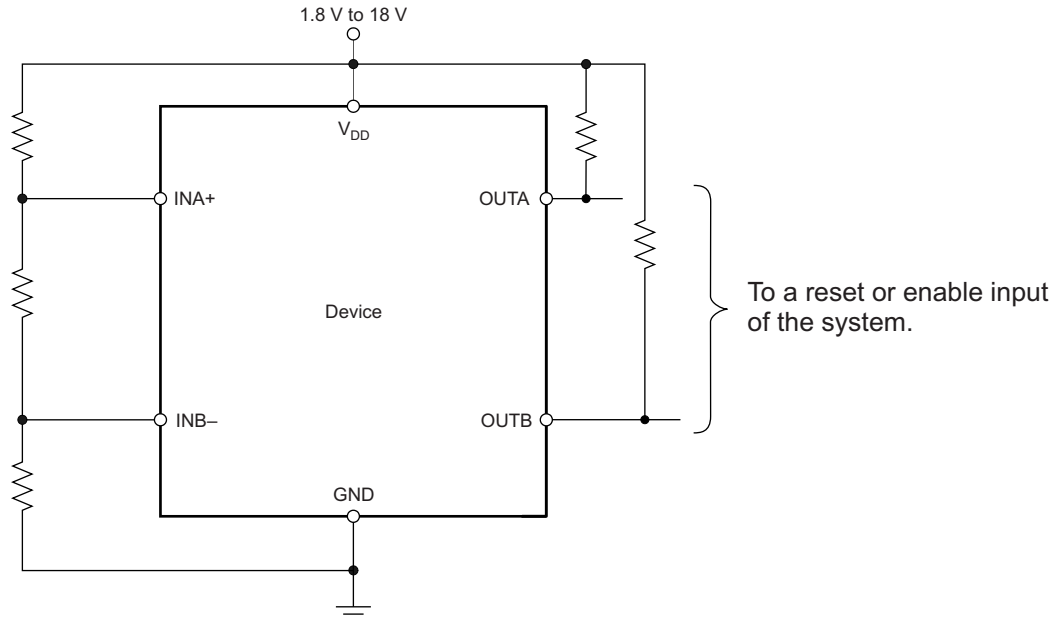 1.8 V to 18 V
VDD
INA+
OUTA
Device
To a reset or enable input
of the system.
INB–
OUTB
GND